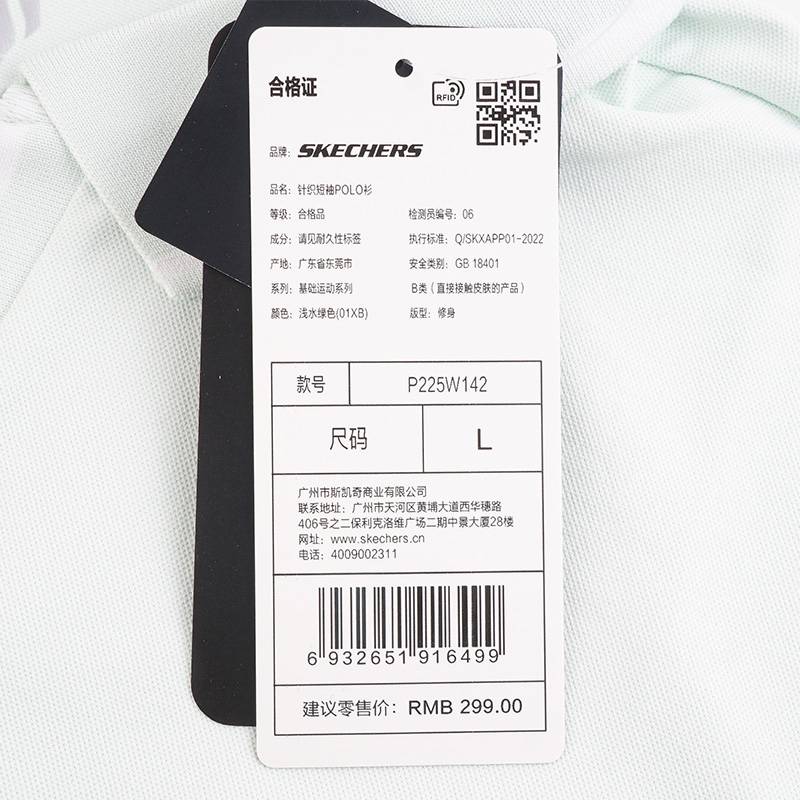 合格证
RFID
品牌: SKECHERS
品名: 针织短袖POLO衫
等级: 合格品 检测员编号: 06
成分: 请见耐久性标签 执行标准: Q/SKXAPP01-2022
产地: 广东省东莞市 安全类别: GB 18401
系列: 基础运动系列 B类 (直接接触皮肤的产品)
颜色: 浅水绿色(01XB) 版型: 修身
款号 P225W142
尺码 L
广州市斯凯奇商业有限公司
联系地址: 广州市天河区黄埔大道西华穗路
406号之二保利克洛维广场二期中景大厦28楼
网址: www.skechers.cn
电话: 4009002311
6 932651 916499
建议零售价: RMB 299.00